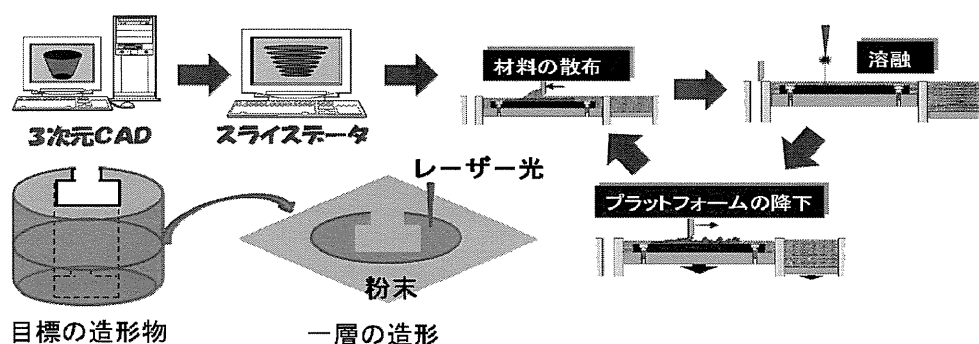 3次元CAD
スライスデータ
材料の散布
溶融
プラットフォームの降下
レーザー光
粉末
目標の造形物
一層の造形